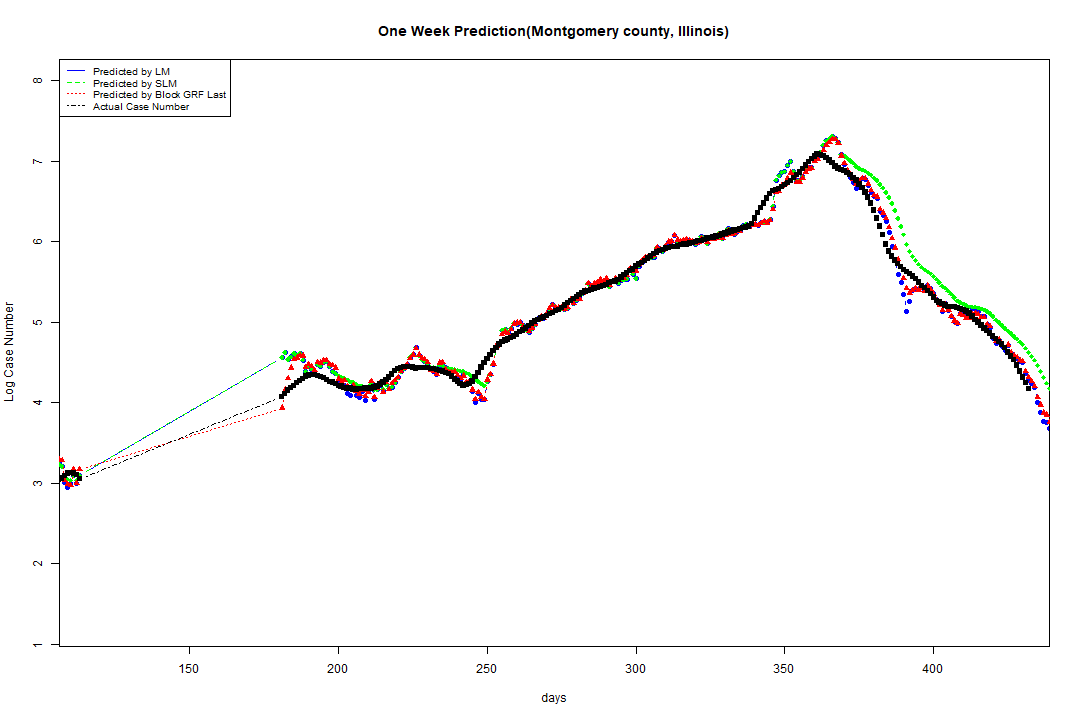 One Week Prediction(Montgomery county, Illinois)
Predicted by LM
Predicted by SLM
Predicted by Block GRF Last
Actual Case Number
8
7
6
5
4
3
2
1
Log Case Number
150 200 250 300 350 400
days